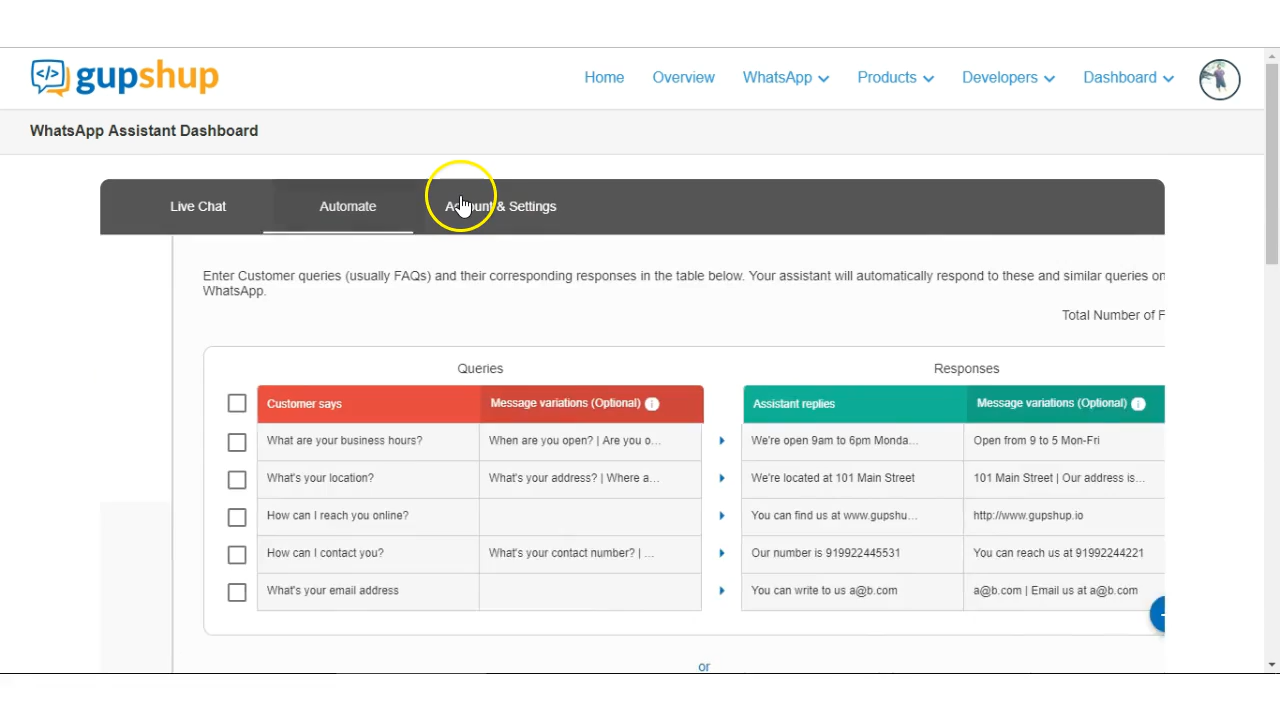 gupshup
Home Overview WhatsApp Products Developers Dashboard
WhatsApp Assistant Dashboard
Live Chat Automate Account & Settings
Enter Customer queries (usually FAQs) and their corresponding responses in the table below. Your assistant will automatically respond to these and similar queries on
WhatsApp.
Total Number of F
Queries Responses
Customer says Message variations (Optional) Assistant replies Message variations (Optional)
What are your business hours? When are you open? | Are you o... We're open 9am to 6pm Monda... Open from 9 to 5 Mon-Fri
What's your location? What's your address? | Where a... We're located at 101 Main Street 101 Main Street | Our address is...
How can I reach you online? You can find us at www.gupshu... http://www.gupshup.io
How can I contact you? What's your contact number? | ... Our number is 919922445531 You can reach us at 91992244221
What's your email address You can write to us a@b.com a@b.com | Email us at a@b.com
or